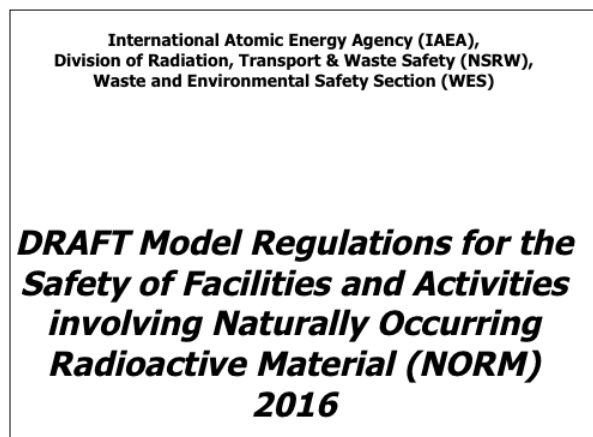 International Atomic Energy Agency (IAEA),
Division of Radiation, Transport & Waste Safety (NSRW),
Waste and Environmental Safety Section (WES)
DRAFT Model Regulations for the
Safety of Facilities and Activities
involving Naturally Occurring
Radioactive Material (NORM)
2016